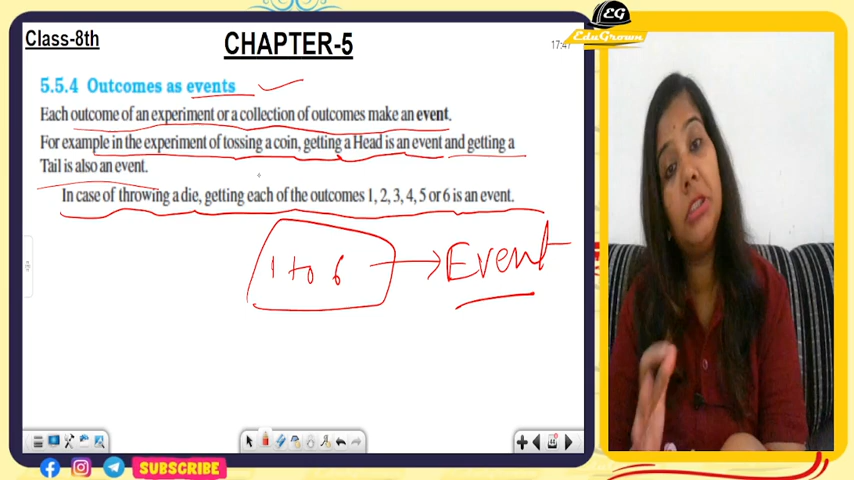 Class-8th
CHAPTER-5
EG
EduGrown
17:47
5.5.4 Outcomes as events
Each outcome of an experiment or a collection of outcomes make an event.
For example in the experiment of tossing a coin, getting a Head is an event and getting a
Tail is also an event.
In case of throwing a die, getting each of the outcomes 1, 2, 3, 4, 5 or 6 is an event.
1 to 6
Event
44
SUBSCRIBE